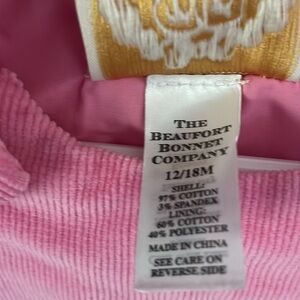 THE
BEAUFORT
BONNET
COMPANY
12/18M
SHELL:
97% COTTON
3% SPANDEX
LINING:
60% COTTON
40% POLYESTER
MADE IN CHINA
SEE CARE ON
REVERSE SIDE